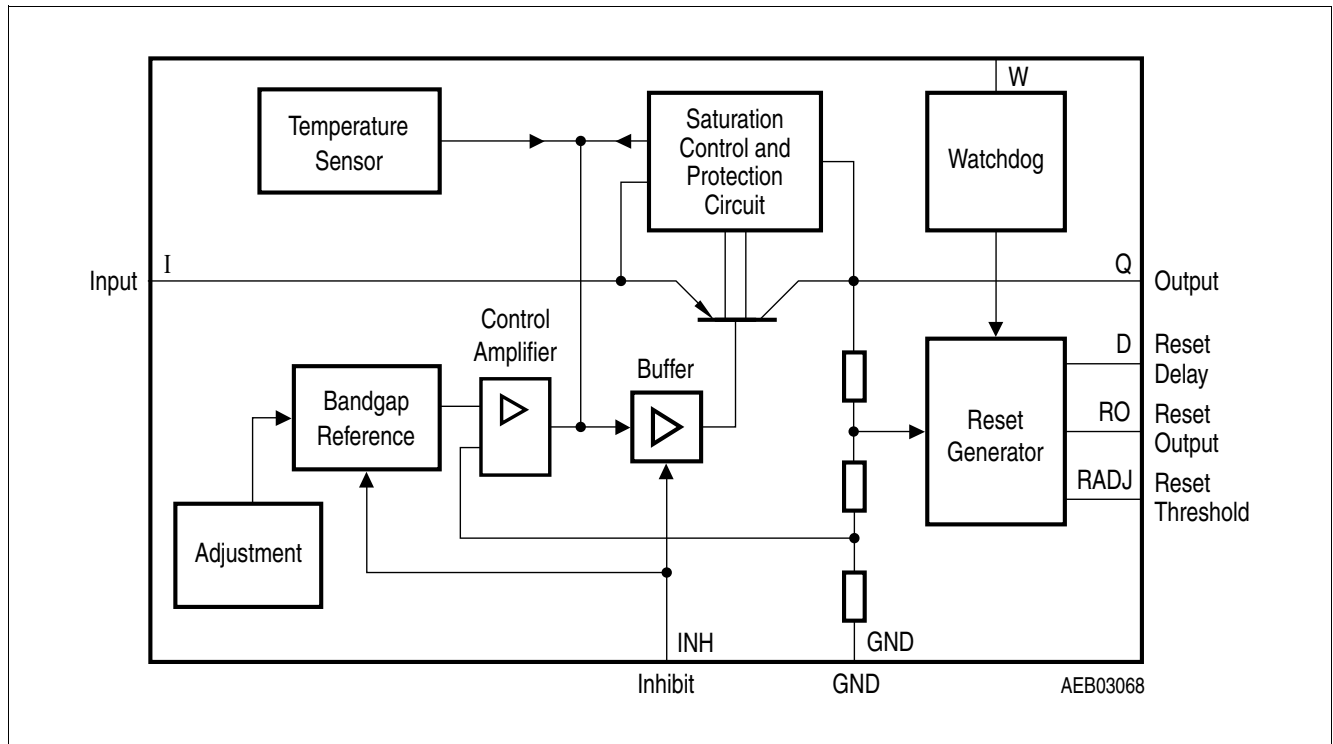 W
Temperature
Sensor
Saturation
Control and
Protection
Circuit
Watchdog
Input
I
Q
Output
Control
Amplifier
Buffer
Bandgap
Reference
Reset
Generator
D
Reset
Delay
RO
Reset
Output
RADJ
Reset
Threshold
Adjustment
INH
GND
Inhibit
GND
AEB03068